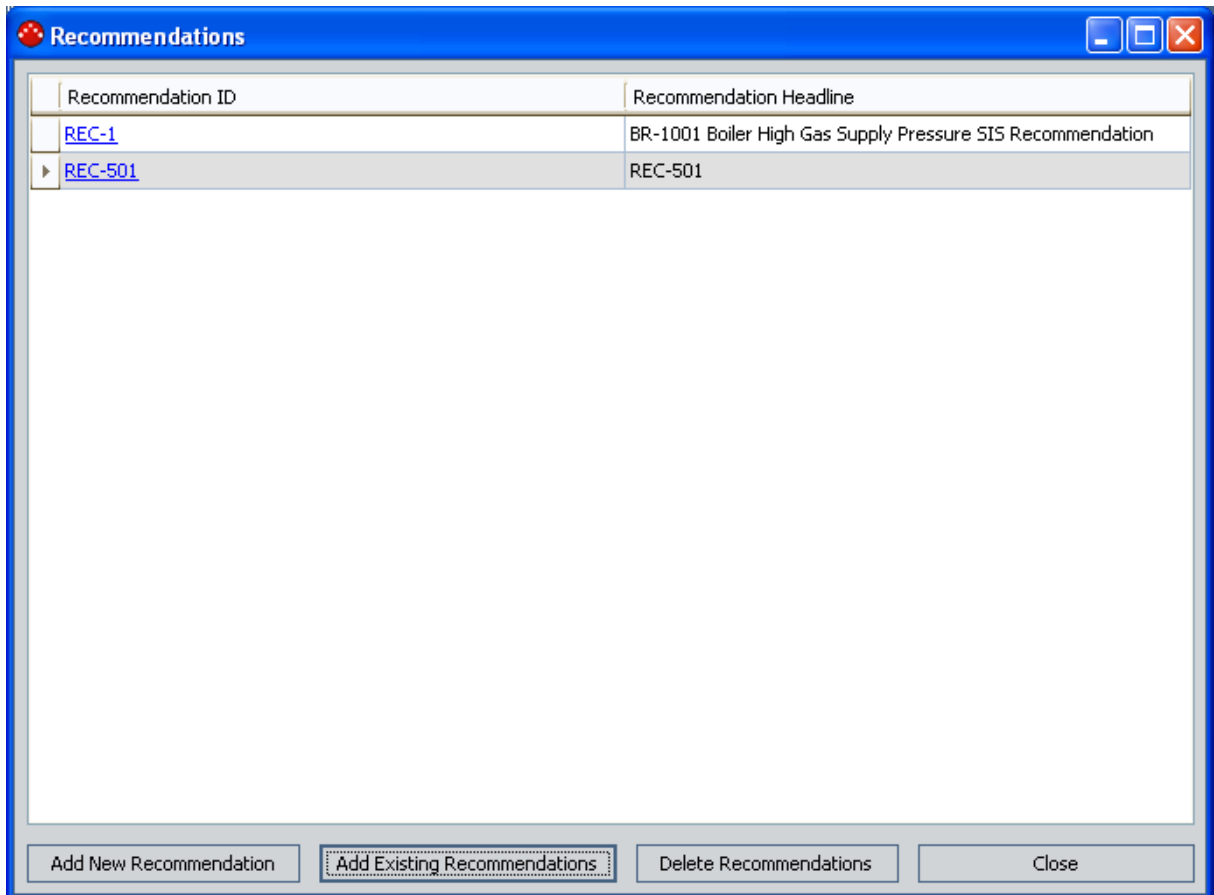 Recommendations
Recommendation ID Recommendation Headline
REC-1 BR-1001 Boiler High Gas Supply Pressure SIS Recommendation
REC-501 REC-501
Add New Recommendation Add Existing Recommendations Delete Recommendations Close